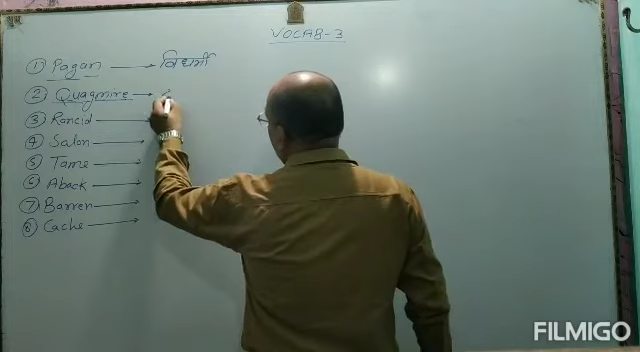 VOCAB-3
① Pagan → विधर्मी
② Quagmire →
③ Rancid →
④ Salon →
⑤ Tame →
⑥ Aback →
⑦ Barren →
⑧ Cache →
FILMIGO